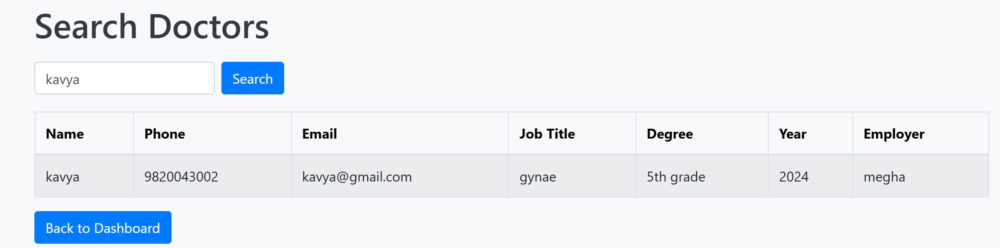 Search Doctors
kavya Search
Name Phone Email Job Title Degree Year Employer
kavya 9820043002 kavya@gmail.com gynae 5th grade 2024 megha
Back to Dashboard